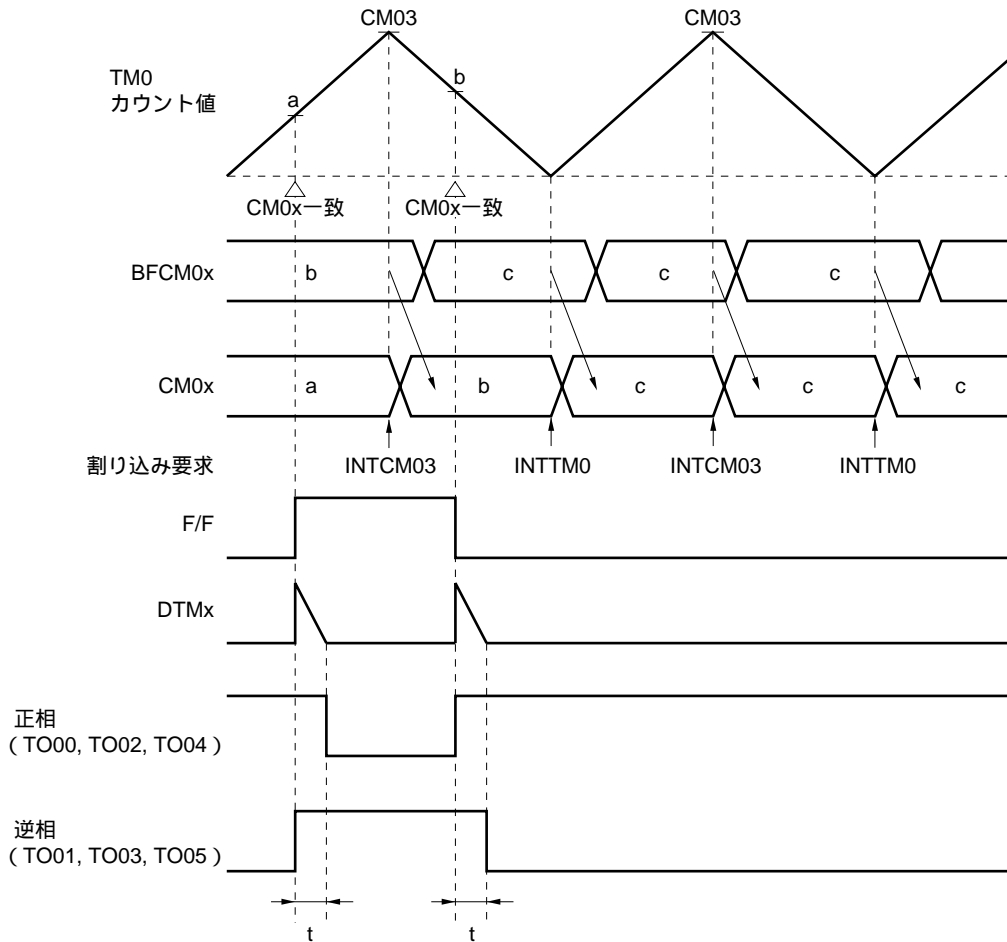 CM03 CM03
TM0
カウント値
a b
CM0x一致 CM0x一致
BFCM0x b c c c
CM0x a b c c c
割り込み要求 INTCM03 INTTM0 INTCM03 INTTM0
F/F
DTMx
正相
（TO00, TO02, TO04）
逆相
（TO01, TO03, TO05）
t t